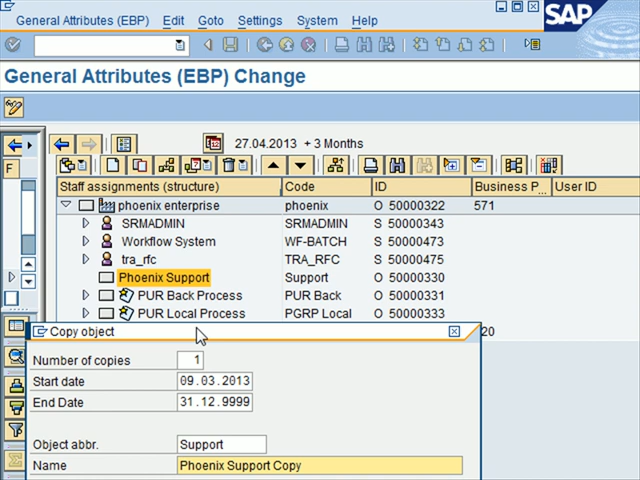 General Attributes (EBP) Edit Goto Settings System Help
SAP
General Attributes (EBP) Change
27.04.2013 + 3 Months
F
Staff assignments (structure) Code ID Business P... User ID
phoenix enterprise phoenix O 50000322 571
SRMADMIN SRMADMIN S 50000343
Workflow System WF-BATCH S 50000473
tra_rfc TRA_RFC S 50000475
Phoenix Support Support O 50000330
PUR Back Process PUR Back O 50000331
PUR Local Process PGRP Local O 50000333
Copy object
20
Number of copies 1
Start date 09.03.2013
End Date 31.12.9999
Object abbr. Support
Name Phoenix Support Copy